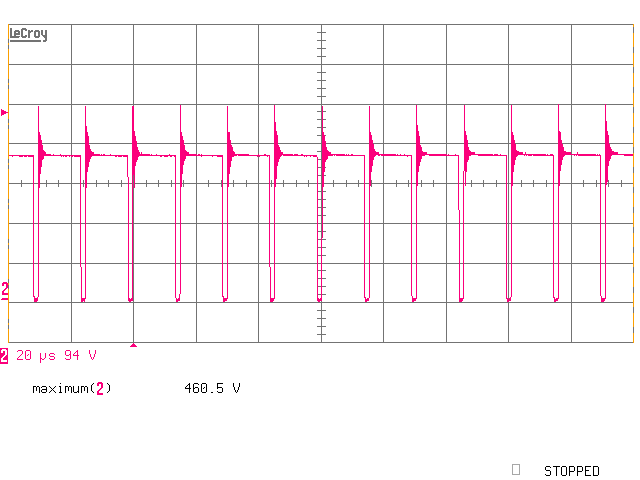 LeCroy
2
2 20 µs 94 V
maximum(2) 460.5 V
STOPPED